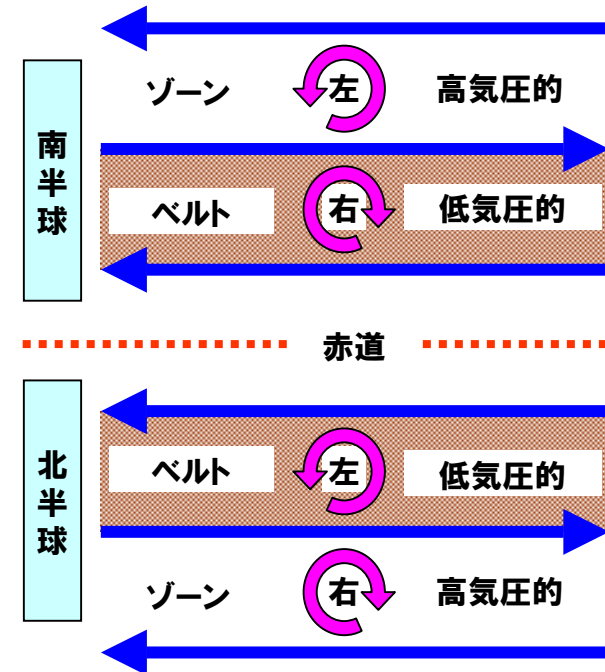 南半球
ゾーン 左 高気圧的
ベルト 右 低気圧的
赤道
北半球
ベルト 左 低気圧的
ゾーン 右 高気圧的